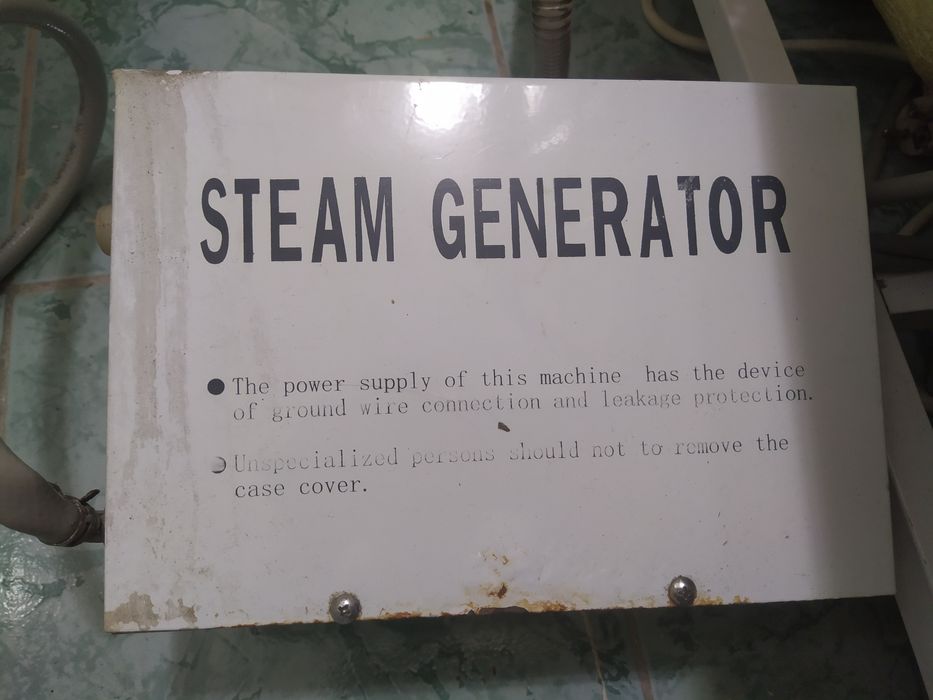 STEAM GENERATOR
● The power supply of this machine has the device
of ground wire connection and leakage protection.
● Unspecialized persons should not to remove the
case cover.